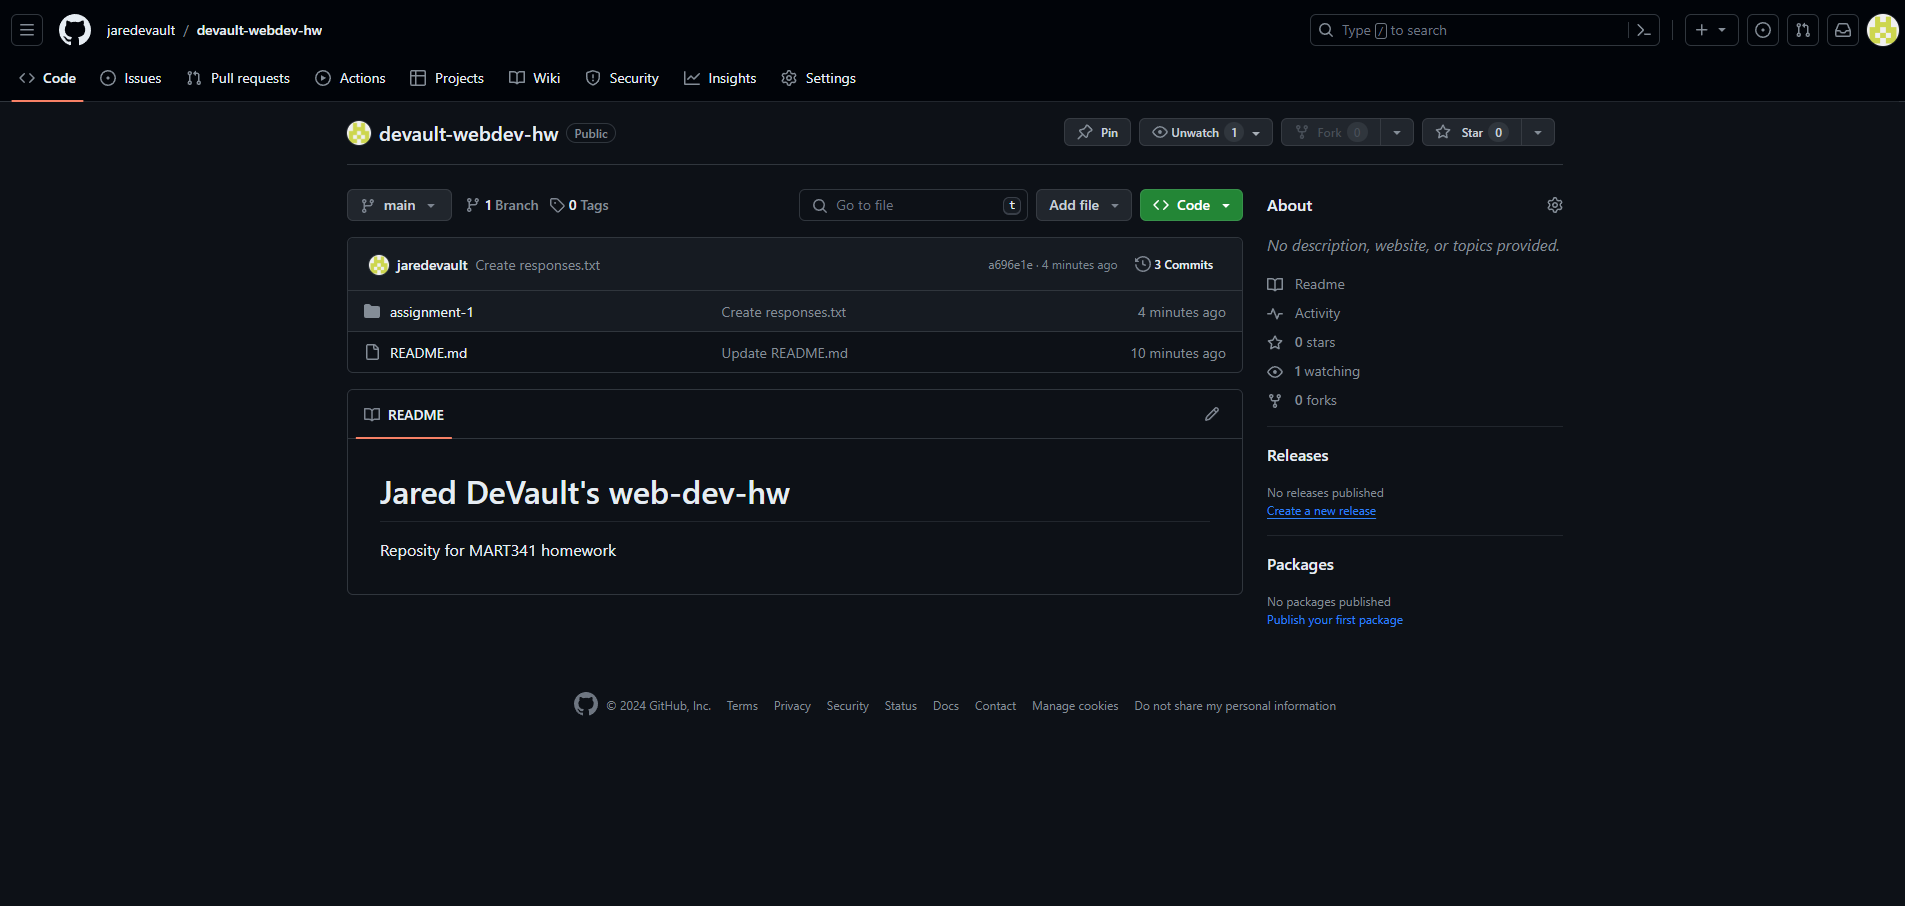 jaredevault / devault-webdev-hw
Type / to search
Code Issues Pull requests Actions Projects Wiki Security Insights Settings
devault-webdev-hw Public
Pin Unwatch 1 Fork 0 Star 0
main 1 Branch 0 Tags Go to file t Add file Code
jaredevault Create responses.txt a696e1e · 4 minutes ago 3 Commits
assignment-1 Create responses.txt 4 minutes ago
README.md Update README.md 10 minutes ago
README
Jared DeVault's web-dev-hw
Reposity for MART341 homework
About
No description, website, or topics provided.
Readme
Activity
0 stars
1 watching
0 forks
Releases
No releases published
Create a new release
Packages
No packages published
Publish your first package
© 2024 GitHub, Inc. Terms Privacy Security Status Docs Contact Manage cookies Do not share my personal information